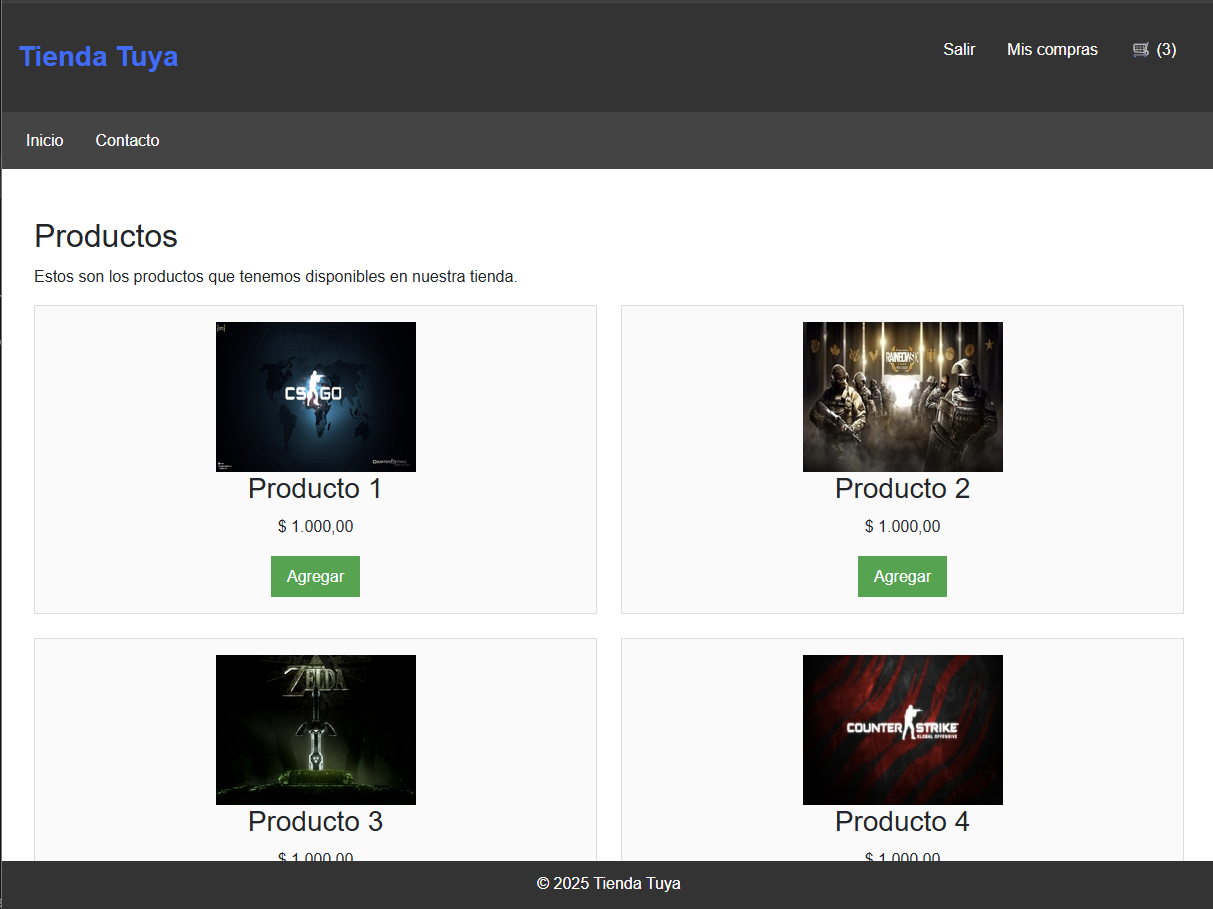 Tienda Tuya
Salir Mis compras (3)
Inicio Contacto
Productos
Estos son los productos que tenemos disponibles en nuestra tienda.
CS GO
COUNTER STRIKE
RAINBOW SIX
Producto 1
$ 1.000,00
Agregar
Producto 2
$ 1.000,00
Agregar
ZELDA
Producto 3
$ 1.000,00
COUNTER STRIKE
GLOBAL OFFENSIVE
Producto 4
$ 1.000,00
© 2025 Tienda Tuya